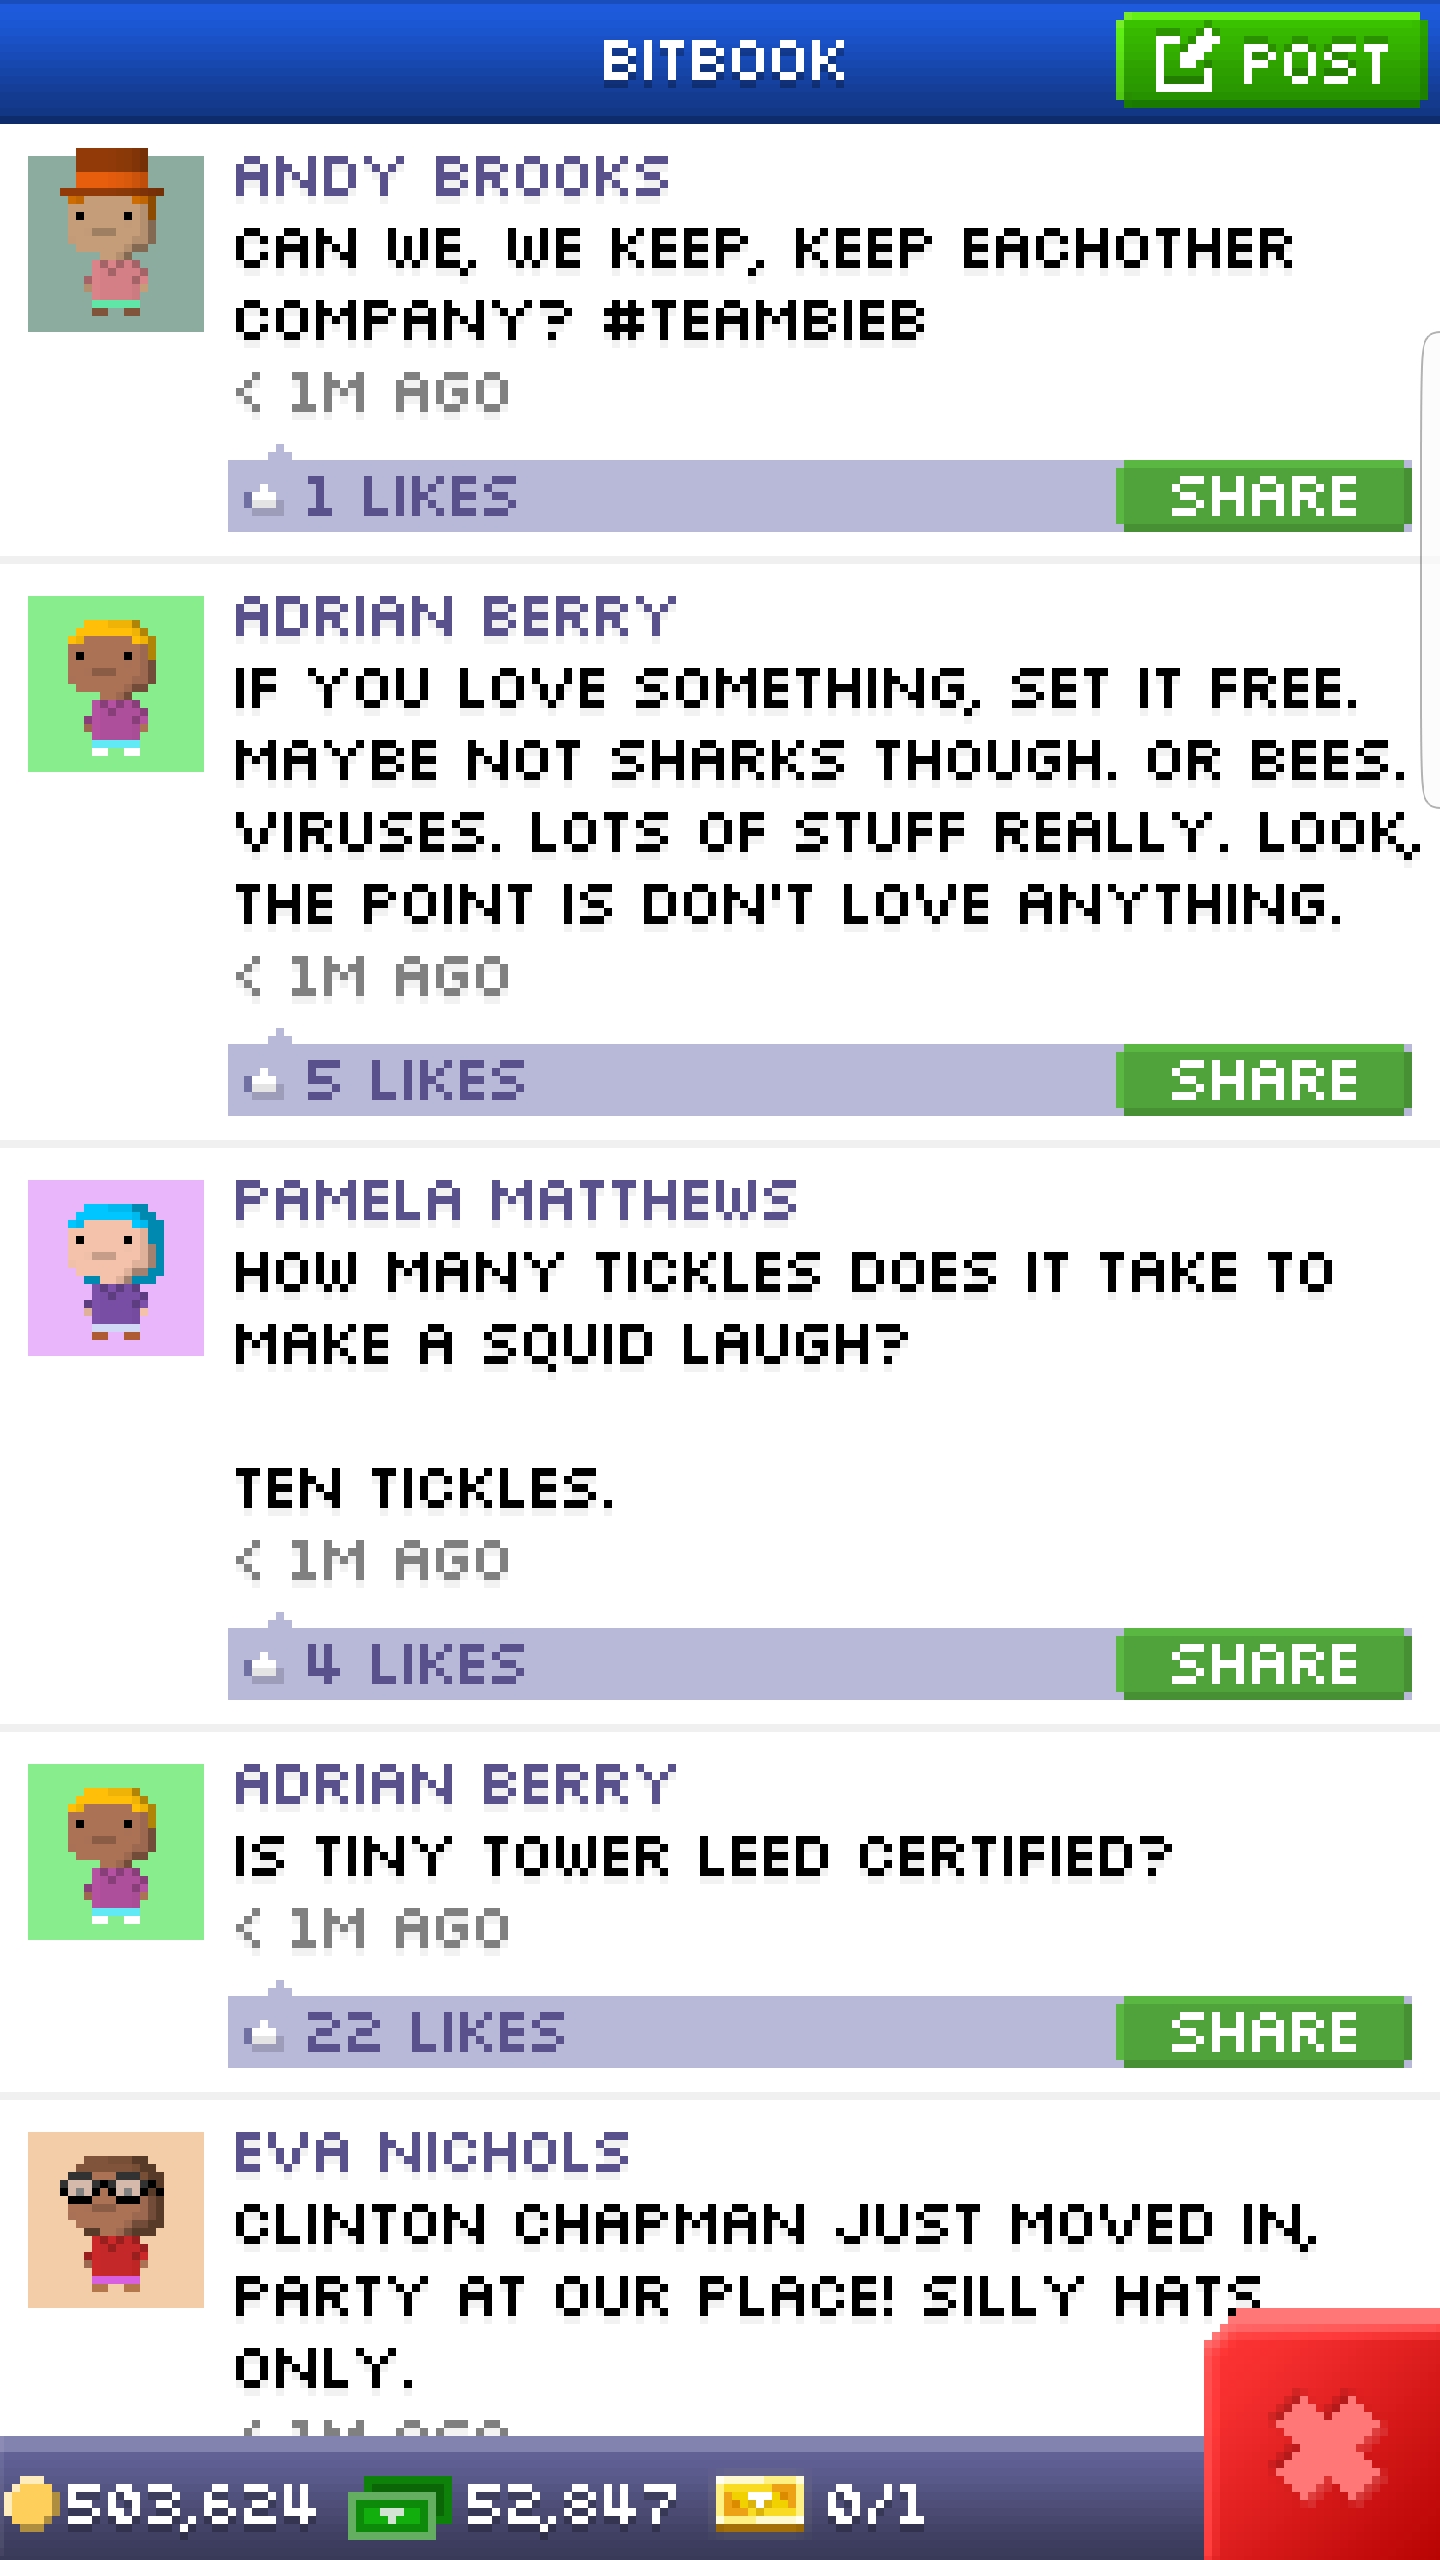 BITBOOK
POST
ANDY BROOKS
CAN WE, WE KEEP, KEEP EACHOTHER
COMPANY? #TEAMBIEB
< 1M AGO
1 LIKES
SHARE
ADRIAN BERRY
IF YOU LOVE SOMETHING, SET IT FREE.
MAYBE NOT SHARKS THOUGH. OR BEES.
VIRUSES. LOTS OF STUFF REALLY. LOOK,
THE POINT IS DON'T LOVE ANYTHING.
< 1M AGO
5 LIKES
SHARE
PAMELA MATTHEWS
HOW MANY TICKLES DOES IT TAKE TO
MAKE A SQUID LAUGH?
TEN TICKLES.
< 1M AGO
4 LIKES
SHARE
ADRIAN BERRY
IS TINY TOWER LEED CERTIFIED?
< 1M AGO
22 LIKES
SHARE
EVA NICHOLS
CLINTON CHAPMAN JUST MOVED IN,
PARTY AT OUR PLACE! SILLY HATS
ONLY.
< 1M AGO
503,624
52,847
0/1